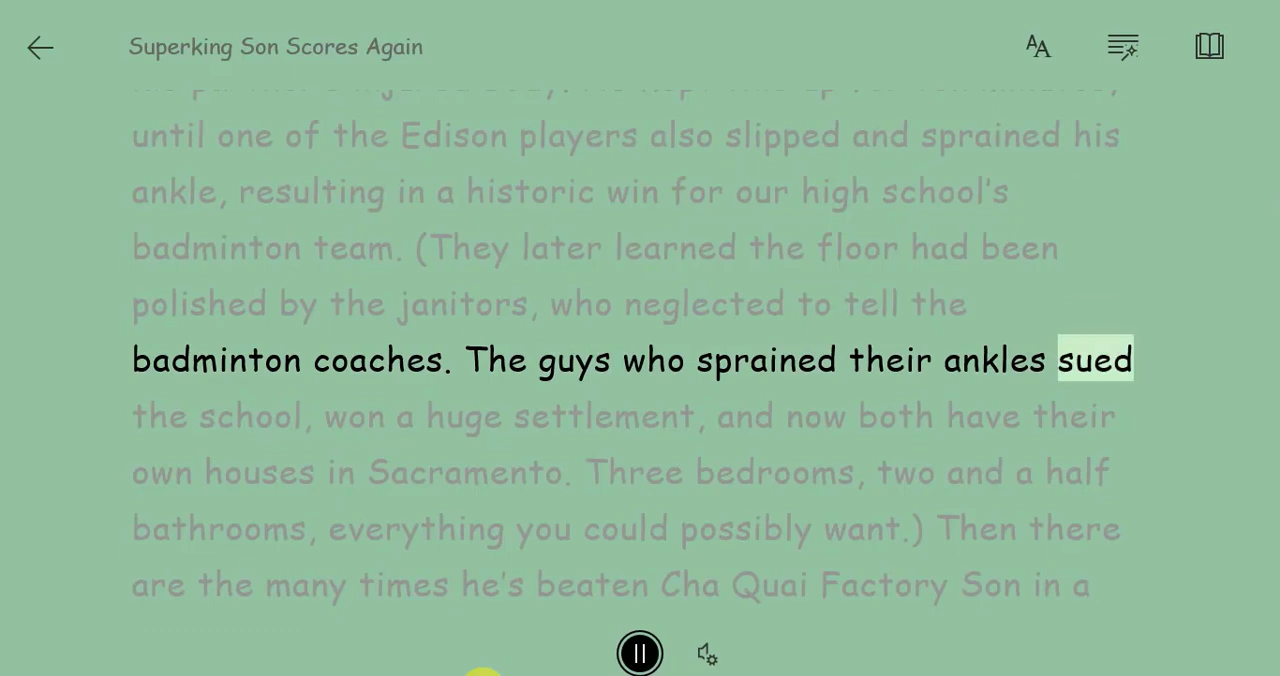 Superking Son Scores Again
until one of the Edison players also slipped and sprained his
ankle, resulting in a historic win for our high school's
badminton team. (They later learned the floor had been
polished by the janitors, who neglected to tell the
badminton coaches. The guys who sprained their ankles sued
the school, won a huge settlement, and now both have their
own houses in Sacramento. Three bedrooms, two and a half
bathrooms, everything you could possibly want.) Then there
are the many times he's beaten Cha Quai Factory Son in a